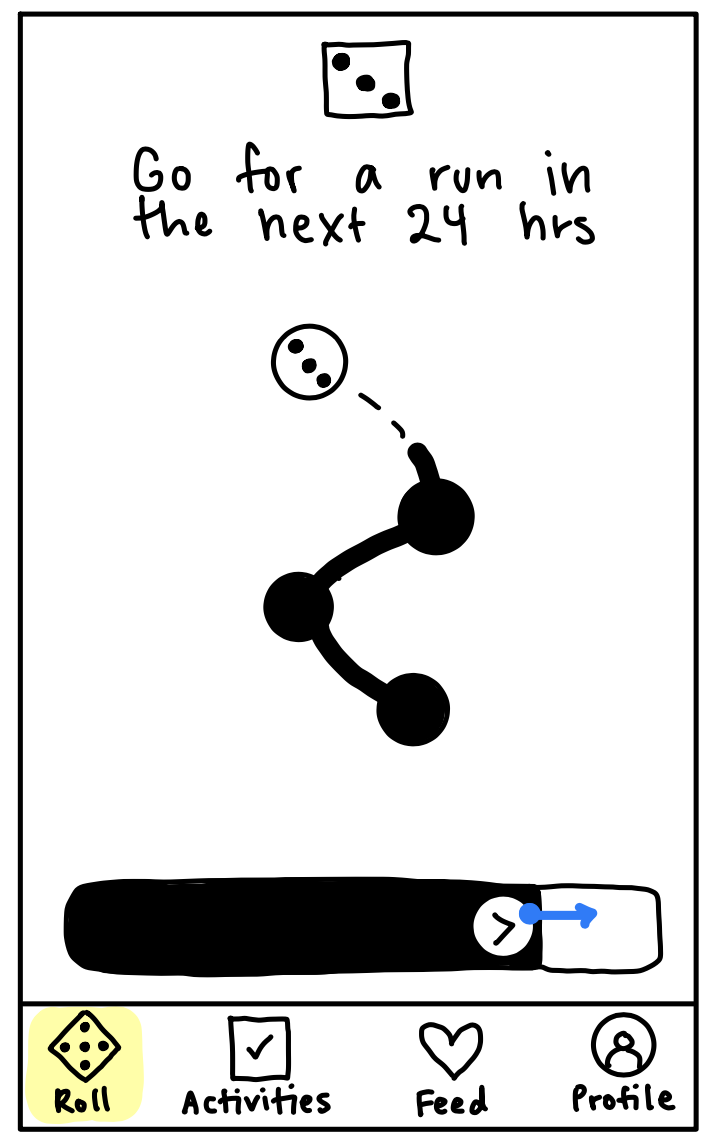 Go for a run in
the next 24 hrs
Roll
Activities
Feed
Profile